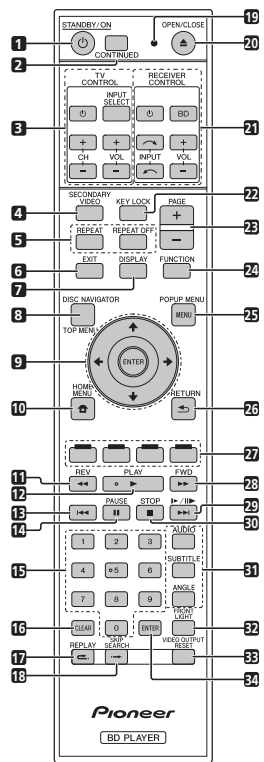 STANDBY/ON
19
OPEN/CLOSE
1
20
CONTINUED
2
TV CONTROL
RECEIVER CONTROL
INPUT SELECT
BD
3
21
+ + + +
CH VOL INPUT VOL
− − − −
SECONDARY VIDEO
KEY LOCK
PAGE
22
4
+
23
REPEAT
REPEAT OFF
5
−
EXIT
DISPLAY
FUNCTION
6
24
7
DISC NAVIGATOR
POPUP MENU
8
MENU
25
TOP MENU
9
ENTER
HOME MENU
RETURN
10
26
27
REV
PLAY
FWD
11
28
12
PAUSE
STOP
29
13
30
14
AUDIO
1 2 3
SUBTITLE
15
4 5 6
31
ANGLE
7 8 9
FRONT LIGHT
16
CLEAR
0
ENTER
32
REPLAY
SKIP SEARCH
VIDEO OUTPUT RESET
17
33
18
34
Pioneer
BD PLAYER